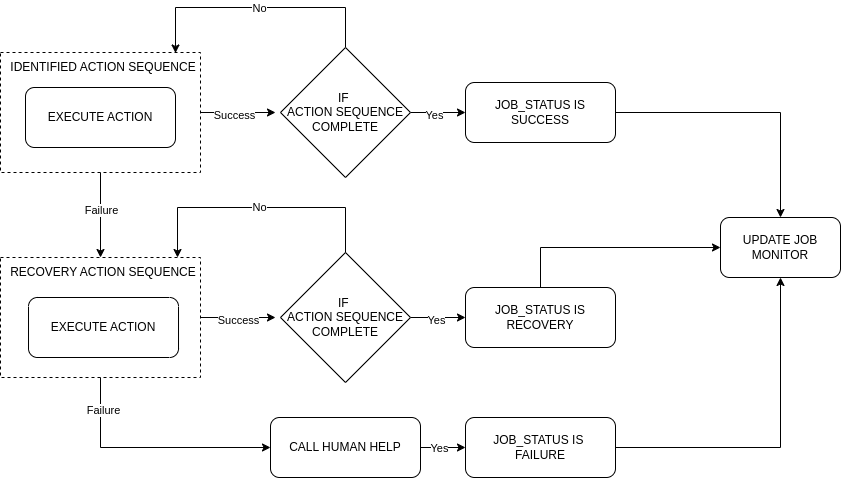 No
IDENTIFIED ACTION SEQUENCE
EXECUTE ACTION
Success
IF
ACTION SEQUENCE
COMPLETE
Yes
JOB_STATUS IS
SUCCESS
Failure
No
RECOVERY ACTION SEQUENCE
EXECUTE ACTION
Success
IF
ACTION SEQUENCE
COMPLETE
Yes
JOB_STATUS IS
RECOVERY
UPDATE JOB
MONITOR
Failure
CALL HUMAN HELP
Yes
JOB_STATUS IS
FAILURE